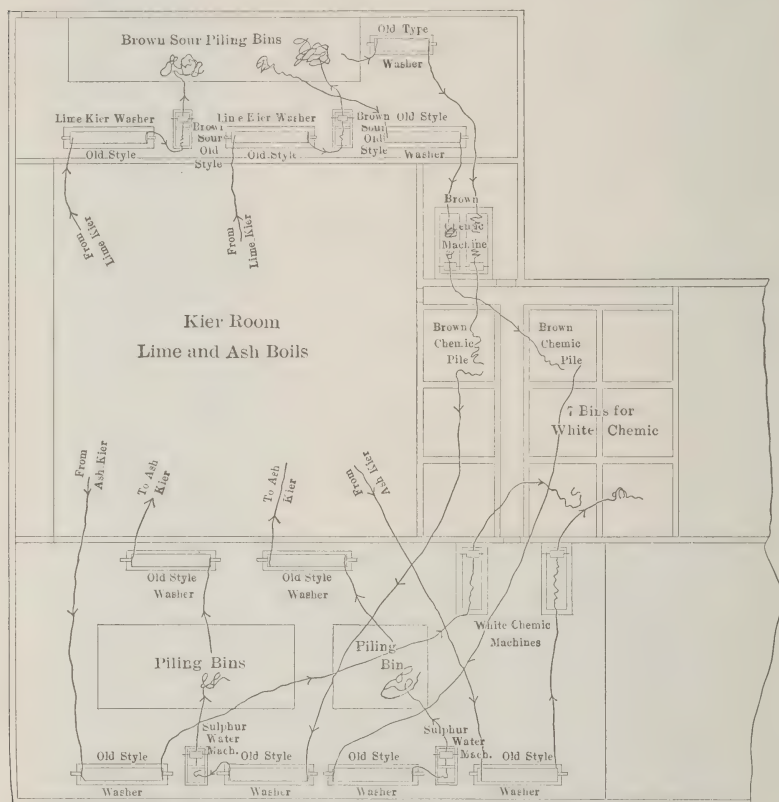 Old Type
Brown Sour Piling Bins
Washer
Lime Kier Washer
Lime Kier Washer
Old Style
Brown
Sour
Old
Style
Brown
Sour
Old
Style
Old Style
Old Style
Washer
From
Lime Kier
From
Lime Kier
Brown
Chemic
Machine
Kier Room
Lime and Ash Boils
Brown
Chemic
Pile
Brown
Chemic
Pile
7 Bins for
White Chemic
From
Ash Kier
To Ash
Kier
To Ash
Kier
From
Ash Kier
Old Style
Washer
Old Style
Washer
White Chemic
Machines
Piling Bins
Piling
Bin
Sulphur
Water
Mach.
Sulphur
Water
Mach.
Old Style
Old Style
Old Style
Old Style
Washer
Washer
Washer
Washer